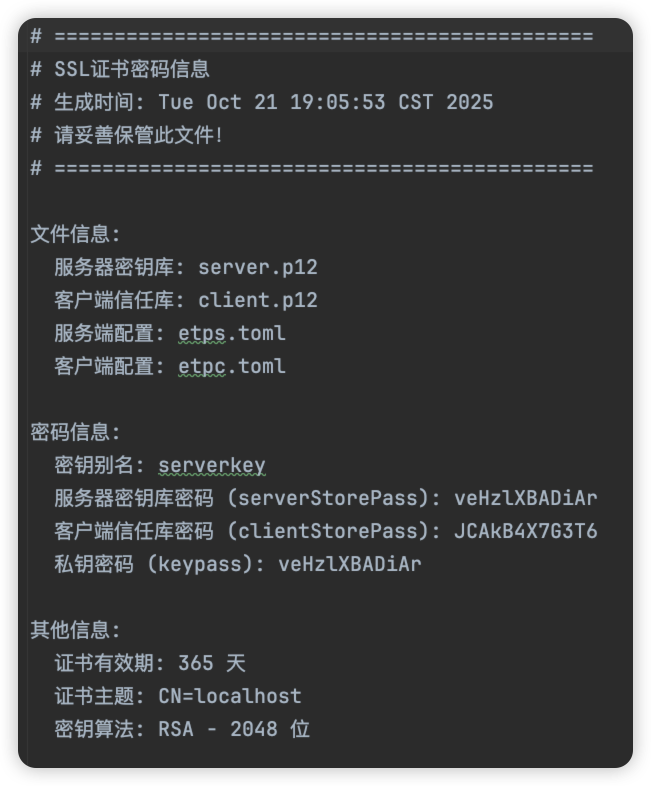 # =============================================
# SSL证书密码信息
# 生成时间: Tue Oct 21 19:05:53 CST 2025
# 请妥善保管此文件!
# =============================================
文件信息:
服务器密钥库: server.p12
客户端信任库: client.p12
服务端配置: etps.toml
客户端配置: etpc.toml
密码信息:
密钥别名: serverkey
服务器密钥库密码 (serverStorePass): veHzlXBADiAr
客户端信任库密码 (clientStorePass): JCAkB4X7G3T6
私钥密码 (keypass): veHzlXBADiAr
其他信息:
证书有效期: 365 天
证书主题: CN=localhost
密钥算法: RSA - 2048 位